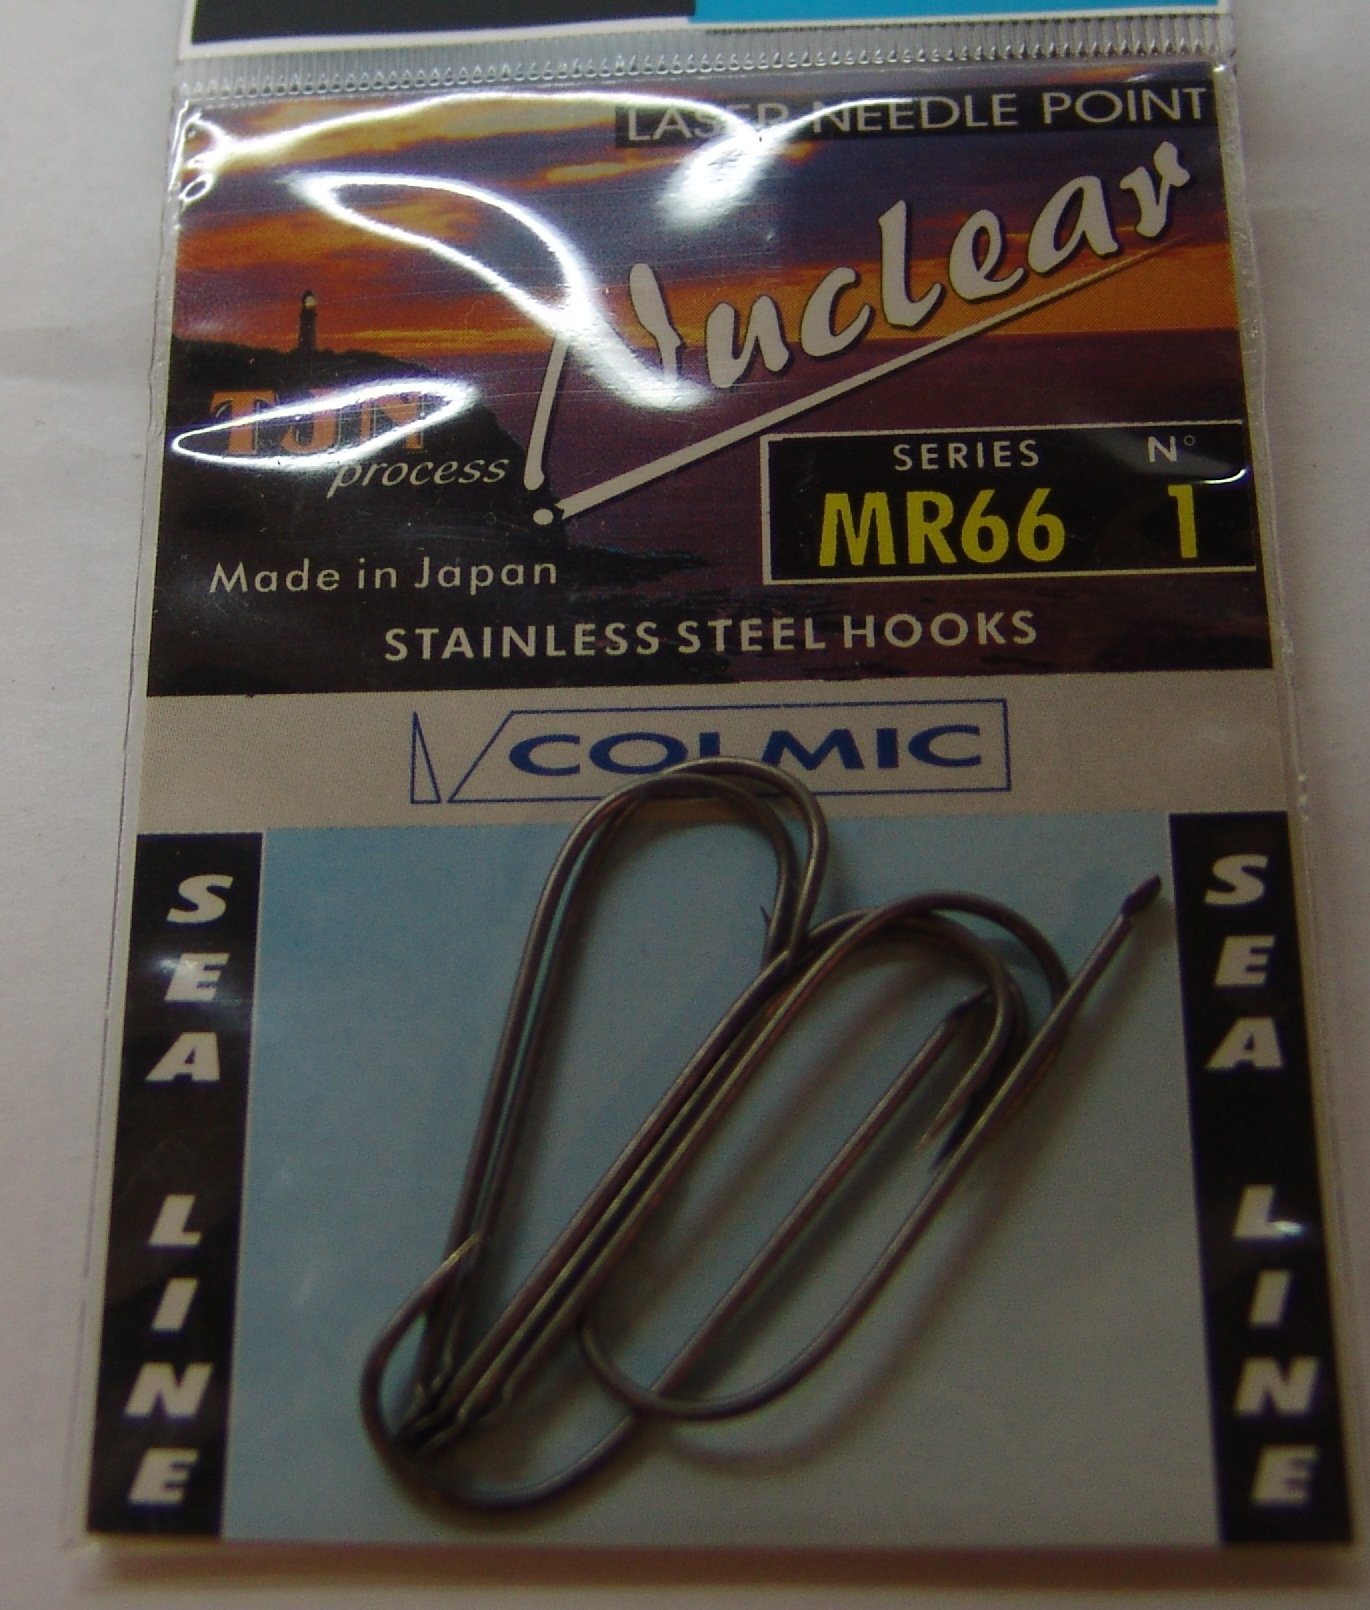 LASER NEEDLE POINT
Nuclear
TJN
process
SERIES N°
MR66 1
Made in Japan
STAINLESS STEEL HOOKS
COLMIC
SEA LINE
SEA LINE